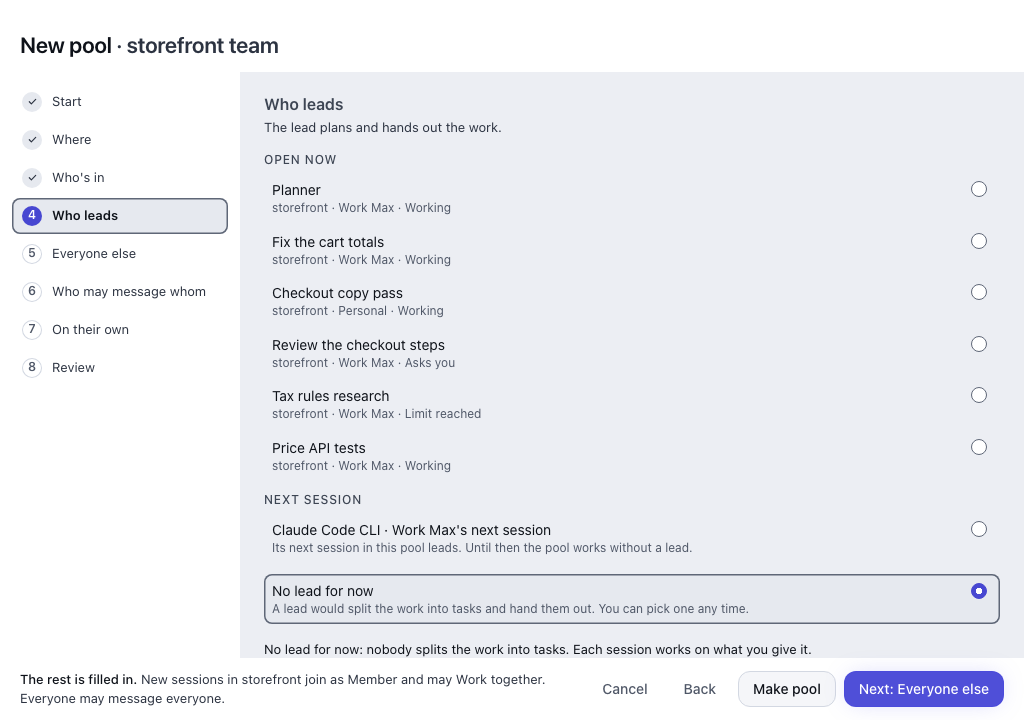 New pool · storefront team
Start
Where
Who's in
4 Who leads
5 Everyone else
6 Who may message whom
7 On their own
8 Review
Who leads
The lead plans and hands out the work.
OPEN NOW
Planner
storefront · Work Max · Working
Fix the cart totals
storefront · Work Max · Working
Checkout copy pass
storefront · Personal · Working
Review the checkout steps
storefront · Work Max · Asks you
Tax rules research
storefront · Work Max · Limit reached
Price API tests
storefront · Work Max · Working
NEXT SESSION
Claude Code CLI · Work Max's next session
Its next session in this pool leads. Until then the pool works without a lead.
No lead for now
A lead would split the work into tasks and hand them out. You can pick one any time.
No lead for now: nobody splits the work into tasks. Each session works on what you give it.
The rest is filled in. New sessions in storefront join as Member and may Work together.
Everyone may message everyone.
Cancel
Back
Make pool
Next: Everyone else